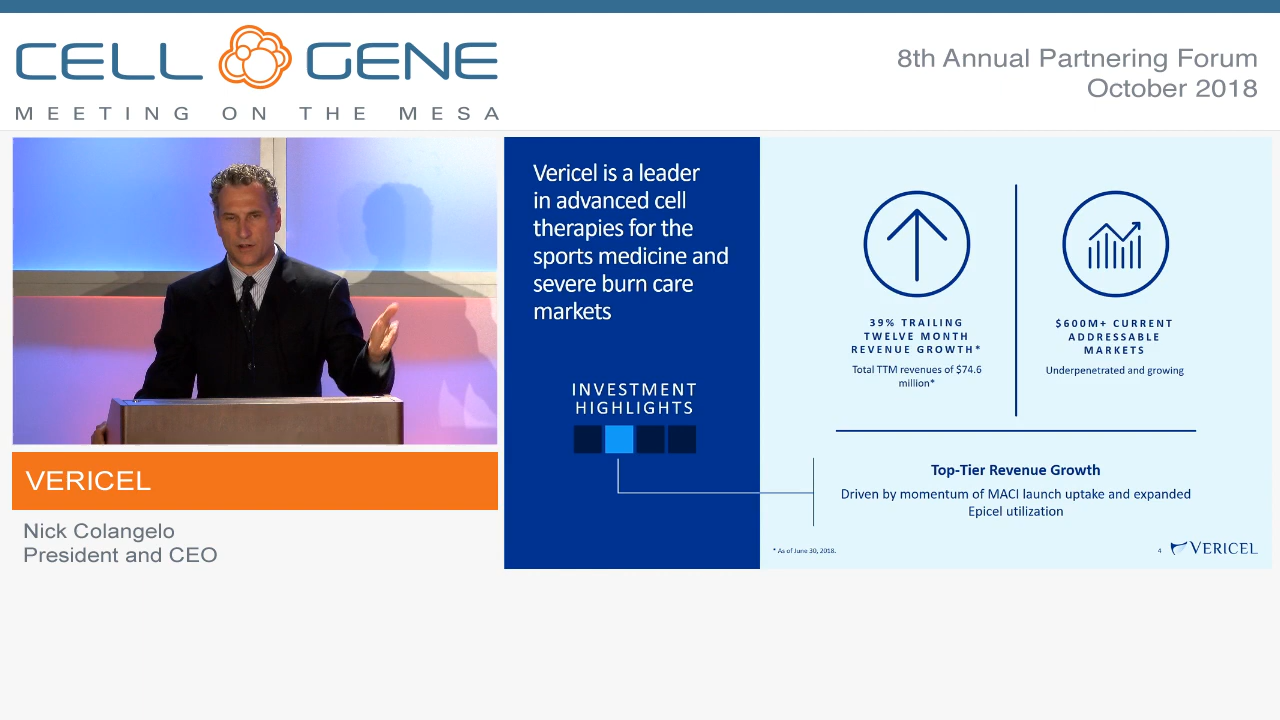 CELL GENE
MEETING ON THE MESA
8th Annual Partnering Forum
October 2018
VERICEL
Nick Colangelo
President and CEO
Vericel is a leader
in advanced cell
therapies for the
sports medicine and
severe burn care
markets
INVESTMENT
HIGHLIGHTS
39% TRAILING
TWELVE MONTH
REVENUE GROWTH*
Total TTM revenues of $74.6
million*
$600M+ CURRENT
ADDRESSABLE
MARKETS
Underpenetrated and growing
Top-Tier Revenue Growth
Driven by momentum of MACI launch uptake and expanded
Epicel utilization
* As of June 30, 2018.
4
VERICEL